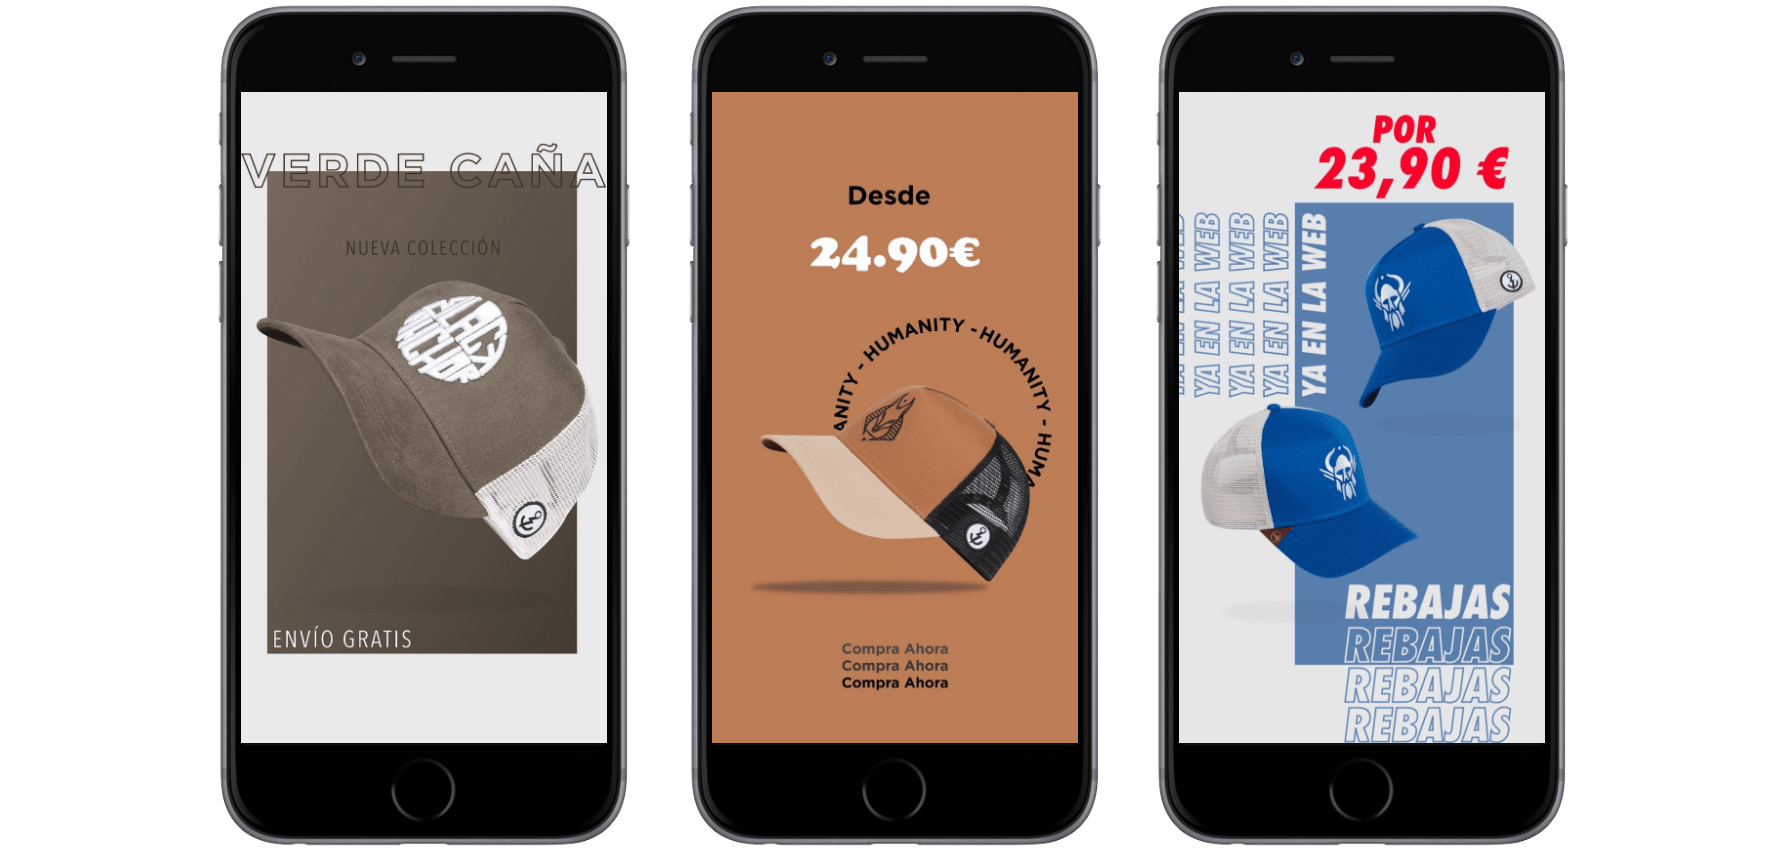 VERDE CAÑA
NUEVA COLECCIÓN
BLACK
ANCHOR
ENVÍO GRATIS
Desde
24.90€
ANITY - HUMANITY - HUMANITY - HUMA
Compra Ahora
Compra Ahora
Compra Ahora
POR
23,90 €
YA EN LA WEB
YA EN LA WEB
YA EN LA WEB
YA EN LA WEB
YA EN LA WEB
REBAJAS
REBAJAS
REBAJAS
REBAJAS